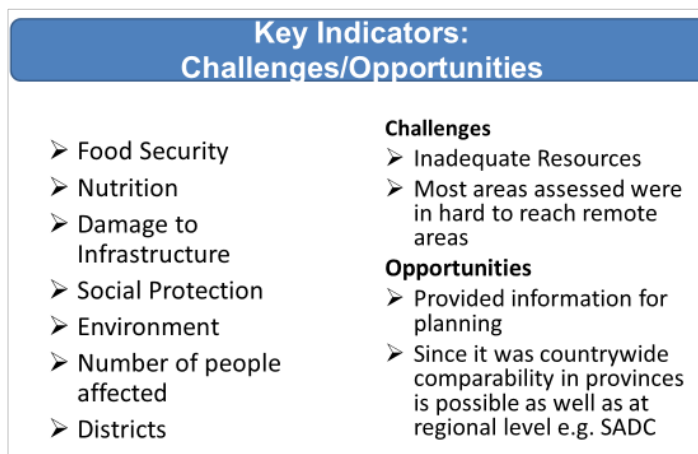 Key Indicators:
Challenges/Opportunities
➢ Food Security
➢ Nutrition
➢ Damage to
Infrastructure
➢ Social Protection
➢ Environment
➢ Number of people
affected
➢ Districts
Challenges
➢ Inadequate Resources
➢ Most areas assessed were
in hard to reach remote
areas
Opportunities
➢ Provided information for
planning
➢ Since it was countrywide
comparability in provinces
is possible as well as at
regional level e.g. SADC